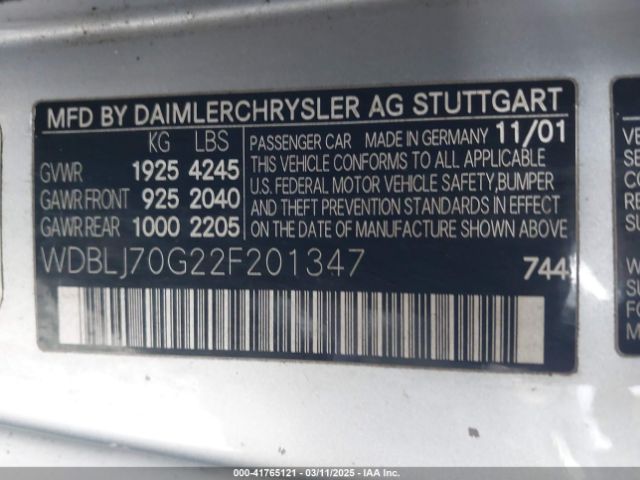 MFD BY DAIMLERCHRYSLER AG STUTTGART
KG LBS
GVWR 1925 4245
GAWR FRONT 925 2040
GAWR REAR 1000 2205
PASSENGER CAR MADE IN GERMANY 11/01
THIS VEHICLE CONFORMS TO ALL APPLICABLE
U.S. FEDERAL MOTOR VEHICLE SAFETY,BUMPER
AND THEFT PREVENTION STANDARDS IN EFFECT
ON THE DATE OF MANUFACTURE SHOWN ABOVE
WDBLJ70G22F201347
744
IAA - 41765121 - 03/11/2025 - IAA